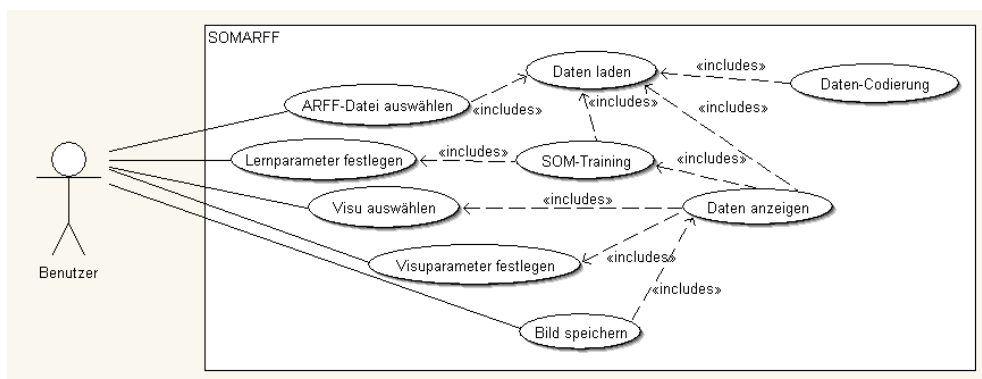 SOMARFF
Daten laden
«includes»
Daten-Codierung
ARFF-Datei auswählen
«includes»
«includes»
«includes»
Lernparameter festlegen
«includes»
SOM-Training
«includes»
Visu auswählen
«includes»
Daten anzeigen
Visuparameter festlegen
«includes»
Benutzer
«includes»
Bild speichern